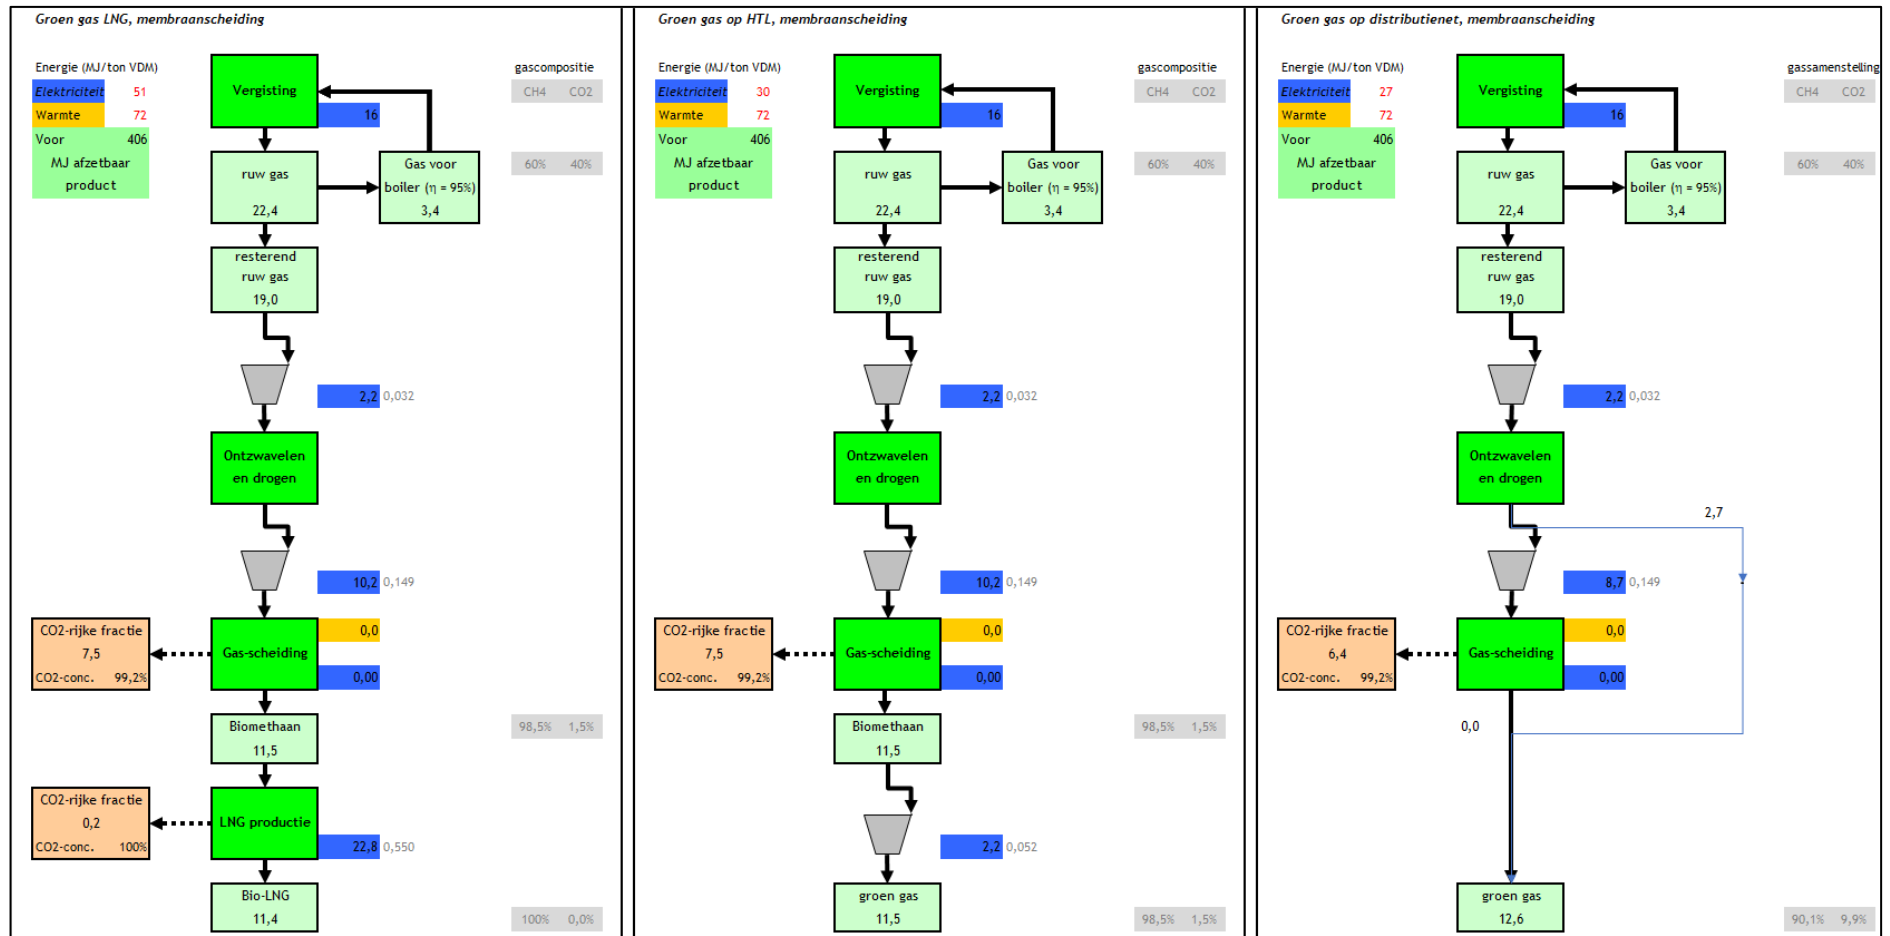 Groen gas LNG, membraanscheiding
Energie (MJ/ton VDM)
gascompositie
Elektriciteit 51
CH4 CO2
Warmte 72
Voor 406
MJ afzetbaar
product
Vergisting
16
ruw gas
22,4
Gas voor
boiler (η = 95%)
3,4
60% 40%
resterend
ruw gas
19,0
2,2 0,032
Ontzwavelen
en drogen
10,2 0,149
CO2-rijke fractie
7,5
CO2-conc. 99,2%
Gas-scheiding
0,0
0,00
Biomethaan
11,5
98,5% 1,5%
CO2-rijke fractie
0,2
CO2-conc. 100%
LNG productie
22,8 0,550
Bio-LNG
11,4
100% 0,0%
Groen gas op HTL, membraanscheiding
Energie (MJ/ton VDM)
gascompositie
Elektriciteit 30
CH4 CO2
Warmte 72
Voor 406
MJ afzetbaar
product
Vergisting
16
ruw gas
22,4
Gas voor
boiler (η = 95%)
3,4
60% 40%
resterend
ruw gas
19,0
2,2 0,032
Ontzwavelen
en drogen
10,2 0,149
CO2-rijke fractie
7,5
CO2-conc. 99,2%
Gas-scheiding
0,0
0,00
Biomethaan
11,5
98,5% 1,5%
2,2 0,052
groen gas
11,5
98,5% 1,5%
Groen gas op distributienet, membraanscheiding
Energie (MJ/ton VDM)
gassamenstelling
Elektriciteit 27
CH4 CO2
Warmte 72
Voor 406
MJ afzetbaar
product
Vergisting
16
ruw gas
22,4
Gas voor
boiler (η = 95%)
3,4
60% 40%
resterend
ruw gas
19,0
2,2 0,032
Ontzwavelen
en drogen
2,7
8,7 0,149
CO2-rijke fractie
6,4
CO2-conc. 99,2%
Gas-scheiding
0,0
0,00
0,0
groen gas
12,6
90,1% 9,9%